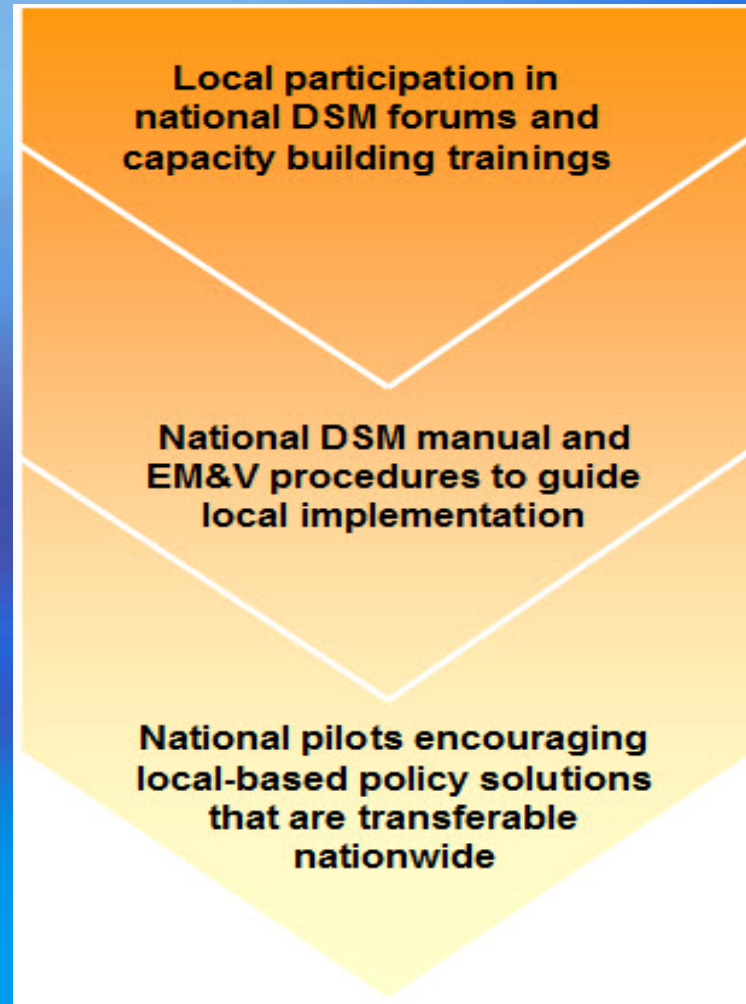 Local participation in
national DSM forums and
capacity building trainings
National DSM manual and
EM&V procedures to guide
local implementation
National pilots encouraging
local-based policy solutions
that are transferable
nationwide